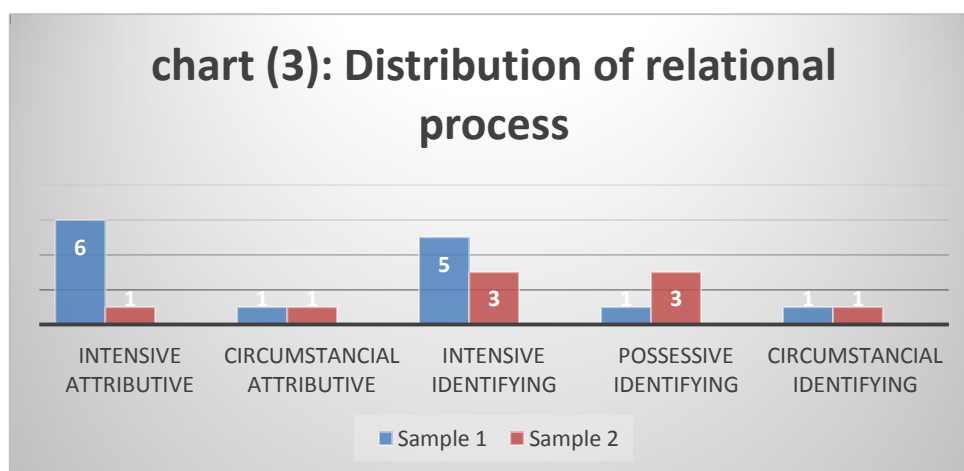 chart (3): Distribution of relational
process
6
1
1
1
5
3
1
3
1
1
INTENSIVE
ATTRIBUTIVE
CIRCUMSTANCIAL
ATTRIBUTIVE
INTENSIVE
IDENTIFYING
POSSESSIVE
IDENTIFYING
CIRCUMSTANCIAL
IDENTIFYING
Sample 1
Sample 2